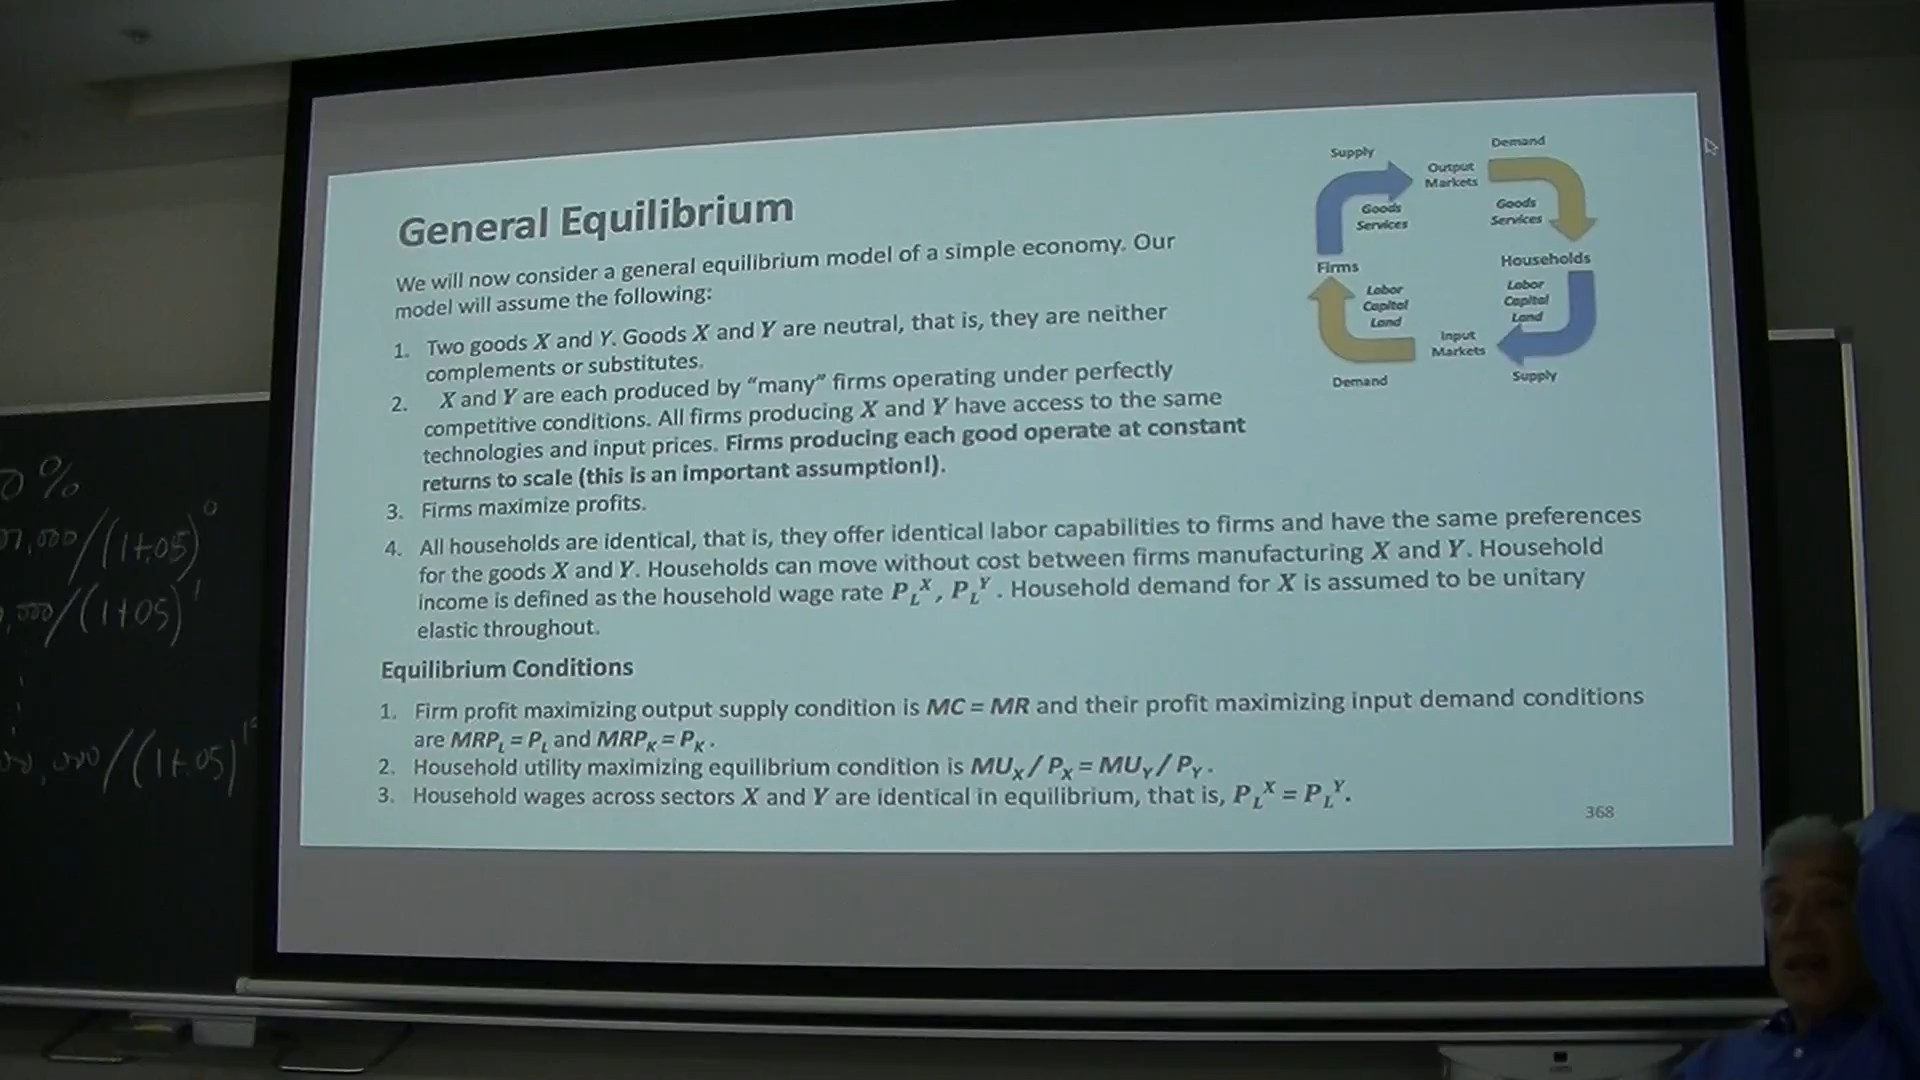 General Equilibrium
We will now consider a general equilibrium model of a simple economy. Our
model will assume the following:
1. Two goods X and Y. Goods X and Y are neutral, that is, they are neither
complements or substitutes.
2. X and Y are each produced by “many” firms operating under perfectly
competitive conditions. All firms producing X and Y have access to the same
technologies and input prices. Firms producing each good operate at constant
returns to scale (this is an important assumption!).
3. Firms maximize profits.
4. All households are identical, that is, they offer identical labor capabilities to firms and have the same preferences
for the goods X and Y. Households can move without cost between firms manufacturing X and Y. Household
income is defined as the household wage rate P_L^X, P_L^Y. Household demand for X is assumed to be unitary
elastic throughout.
Equilibrium Conditions
1. Firm profit maximizing output supply condition is MC = MR and their profit maximizing input demand conditions
are MRP_L = P_L and MRP_K = P_K.
2. Household utility maximizing equilibrium condition is MU_X / P_X = MU_Y / P_Y.
3. Household wages across sectors X and Y are identical in equilibrium, that is, P_L^X = P_L^Y.
368
Supply
Demand
Output
Markets
Goods
Services
Goods
Services
Firms
Households
Labor
Capital
Land
Labor
Capital
Land
Input
Markets
Demand
Supply
0%
,000/(1+.05)^0
,000/(1+05)^1
,000/(1+.05)